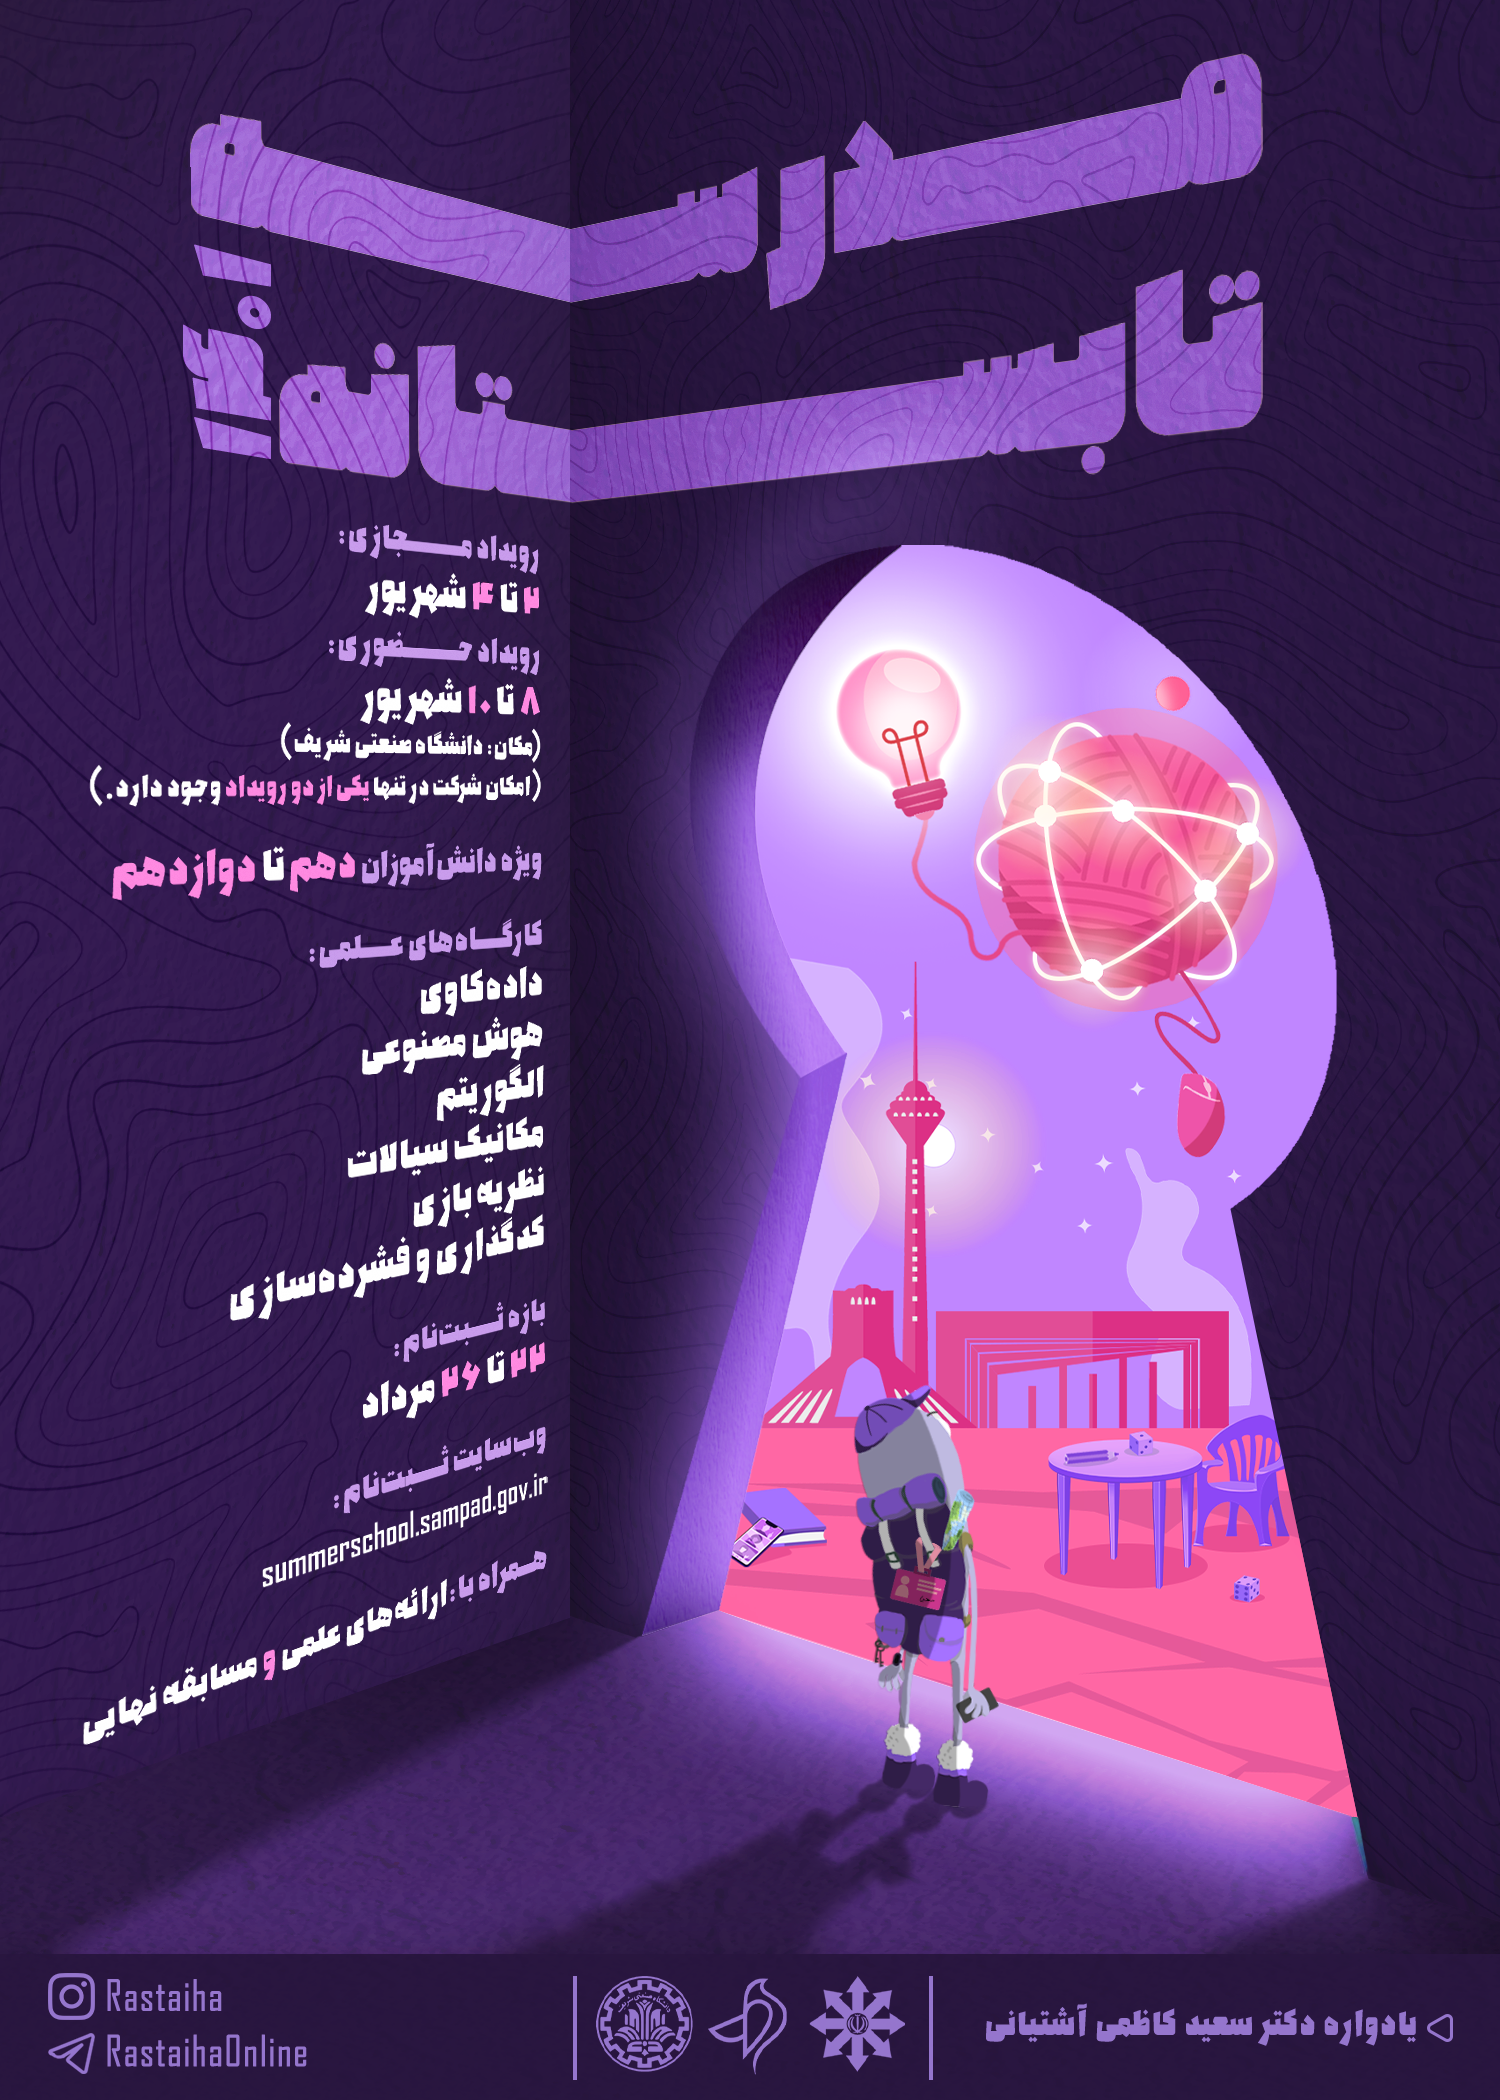 مدرسه
تابستانه ۱۴۰۱
رویداد مجازی:
۲ تا ۴ شهریور
رویداد حضوری:
۸ تا ۱۰ شهریور
(مکان: دانشگاه صنعتی شریف)
(امکان شرکت در تنها یکی از دو رویداد وجود دارد.)
ویژه دانش‌آموزان دهم تا دوازدهم
کارگاه‌های علمی:
داده‌کاوی
هوش مصنوعی
الگوریتم
مکانیک سیالات
نظریه بازی
کدگذاری و فشرده‌سازی
بازه ثبت‌نام:
۲۲ تا ۲۶ مرداد
وب‌سایت ثبت‌نام:
summerschool.sampad.gov.ir
همراه با: ارائه‌های علمی و مسابقه نهایی
یادواره دکتر سعید کاظمی آشتیانی
دانشگاه صنعتی شریف
Rastaiha
RastaihaOnline